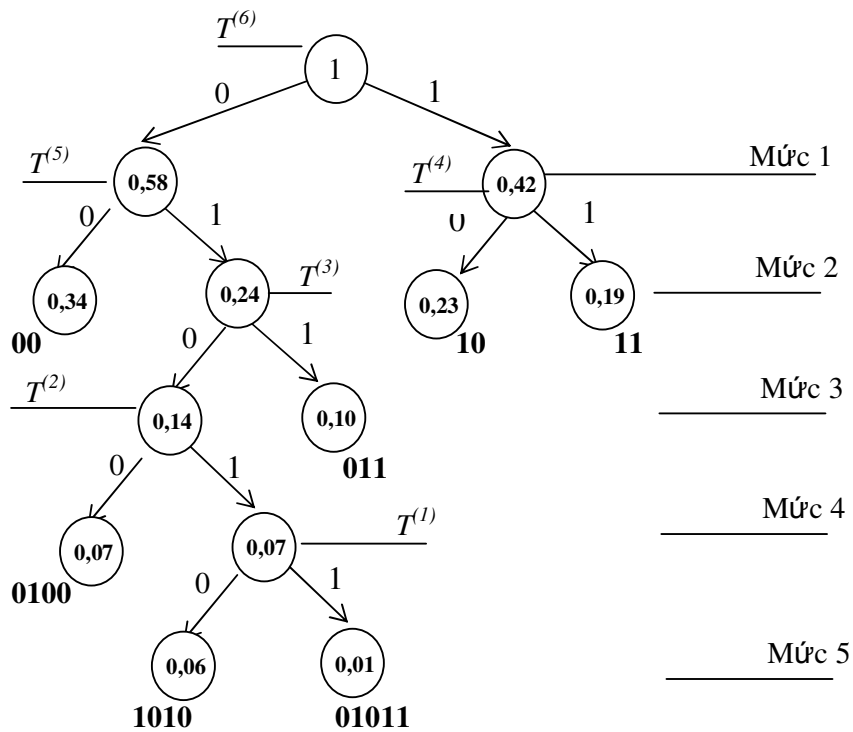 T(6)
1
0 1
T(5) 0,58 T(4) 0,42 Mức 1
0 1 0 1
0,34 0,24 T(3) 0,23 0,19 Mức 2
00 10 11
0 1
T(2) 0,14 0,10 Mức 3
011
0 1
0,07 0,07 T(1) Mức 4
0100
0 1
0,06 0,01 Mức 5
1010 01011